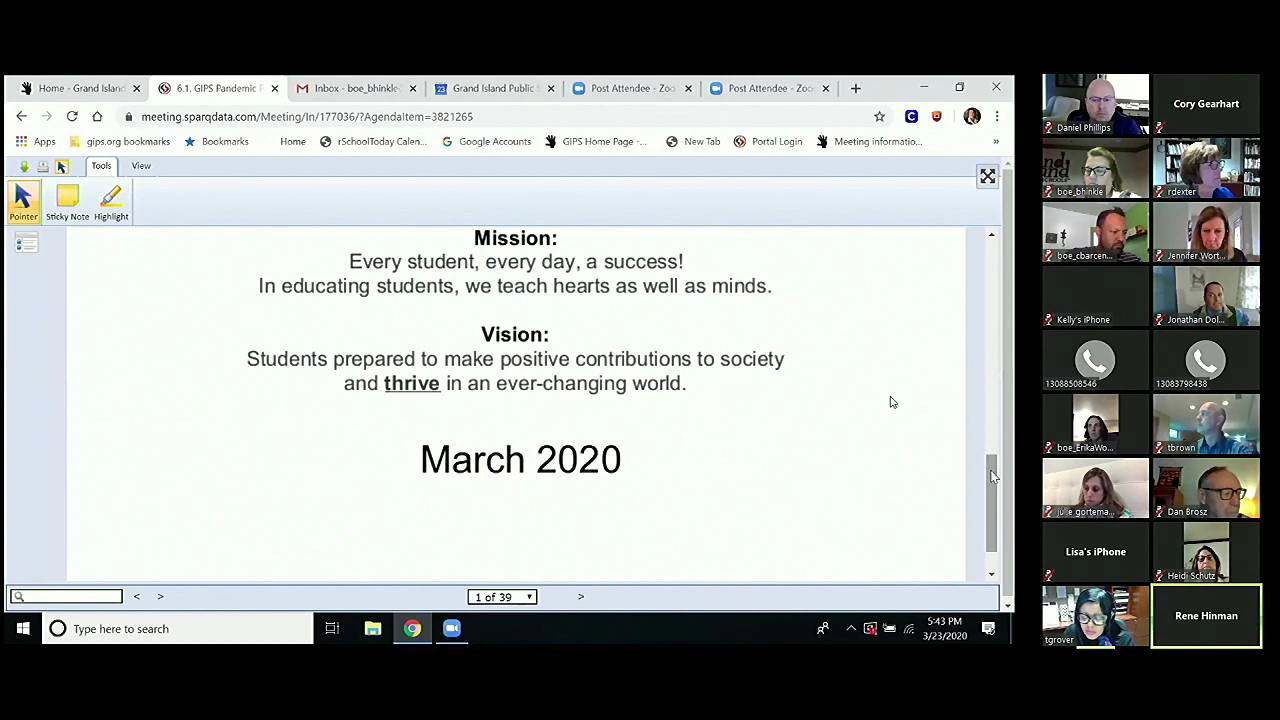 Home - Grand Island
6.1. GIPS Pandemic P
Inbox - boe_bhinkle
Grand Island Public S
Post Attendee - Zoo
Post Attendee - Zoo
meeting.sparqdata.com/Meeting/In/177036/?AgendaItem=3921265
Apps
gips.org bookmarks
Bookmarks
Home
rSchoolToday Calen...
Google Accounts
GIPS Home Page -...
New Tab
Portal Login
Meeting informatio...
»
Tools
View
Pointer
Sticky Note
Highlight
Mission:
Every student, every day, a success!
In educating students, we teach hearts as well as minds.
Vision:
Students prepared to make positive contributions to society
and thrive in an ever-changing world.
March 2020
< >
1 of 39
>
Type here to search
5:43 PM
3/23/2020
Daniel Phillips
Cory Gearhart
boe_bhinkle
rdexter
boe_cbarcen...
Jennifer Wort...
Kelly's iPhone
Jonathan Dol...
13088508546
13083798438
boe_ErikaWo...
tbrown
julie gortema...
Dan Brosz
Lisa's iPhone
Heidi Schutz
tgrover
Rene Hinman